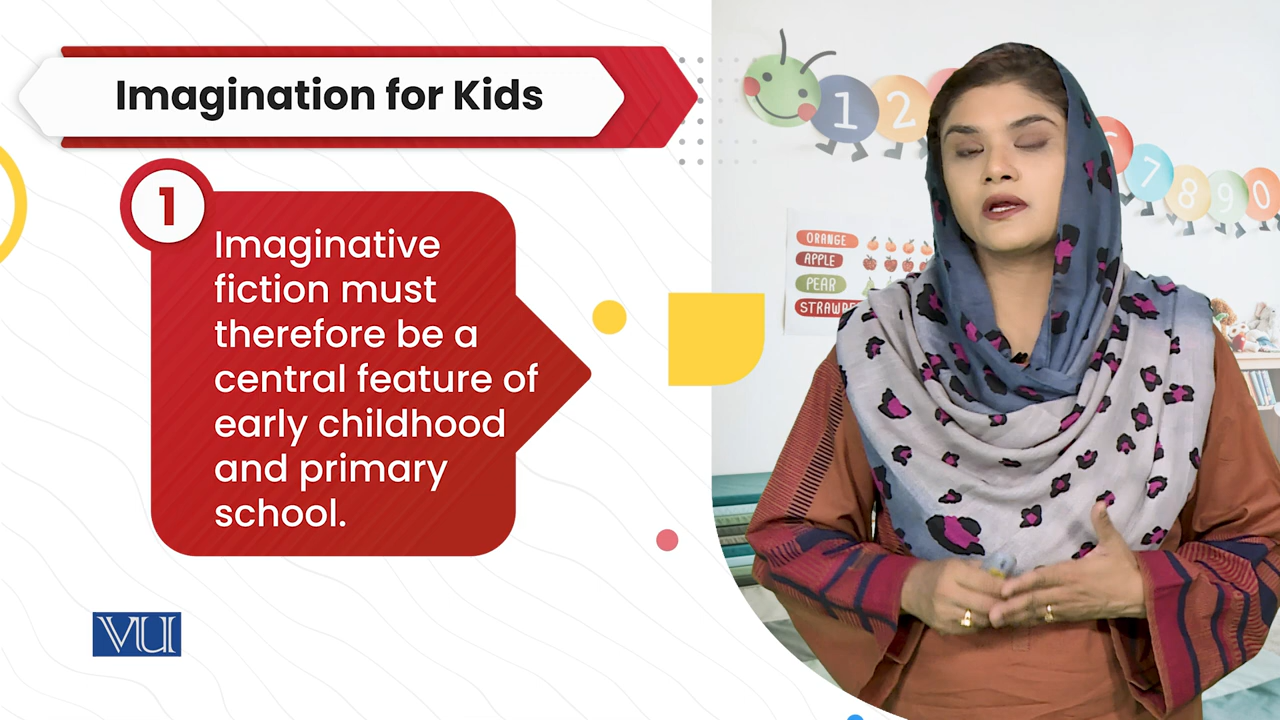 Imagination for Kids
1
Imaginative
fiction must
therefore be a
central feature of
early childhood
and primary
school.
VU
1 2
7 8 9 0
ORANGE
APPLE
PEAR